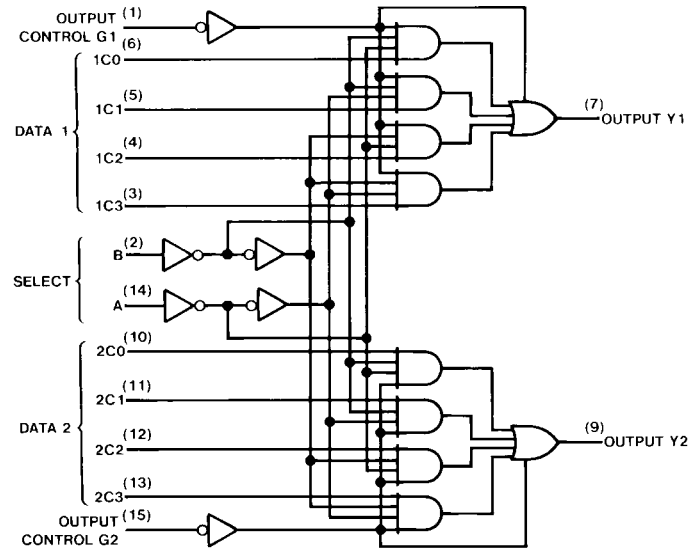 OUTPUT CONTROL G1 (1)
1C0 (6)
1C1 (5)
DATA 1
1C2 (4)
1C3 (3)
(7) OUTPUT Y1
B (2)
SELECT
A (14)
2C0 (10)
2C1 (11)
DATA 2
2C2 (12)
2C3 (13)
(9) OUTPUT Y2
OUTPUT CONTROL G2 (15)